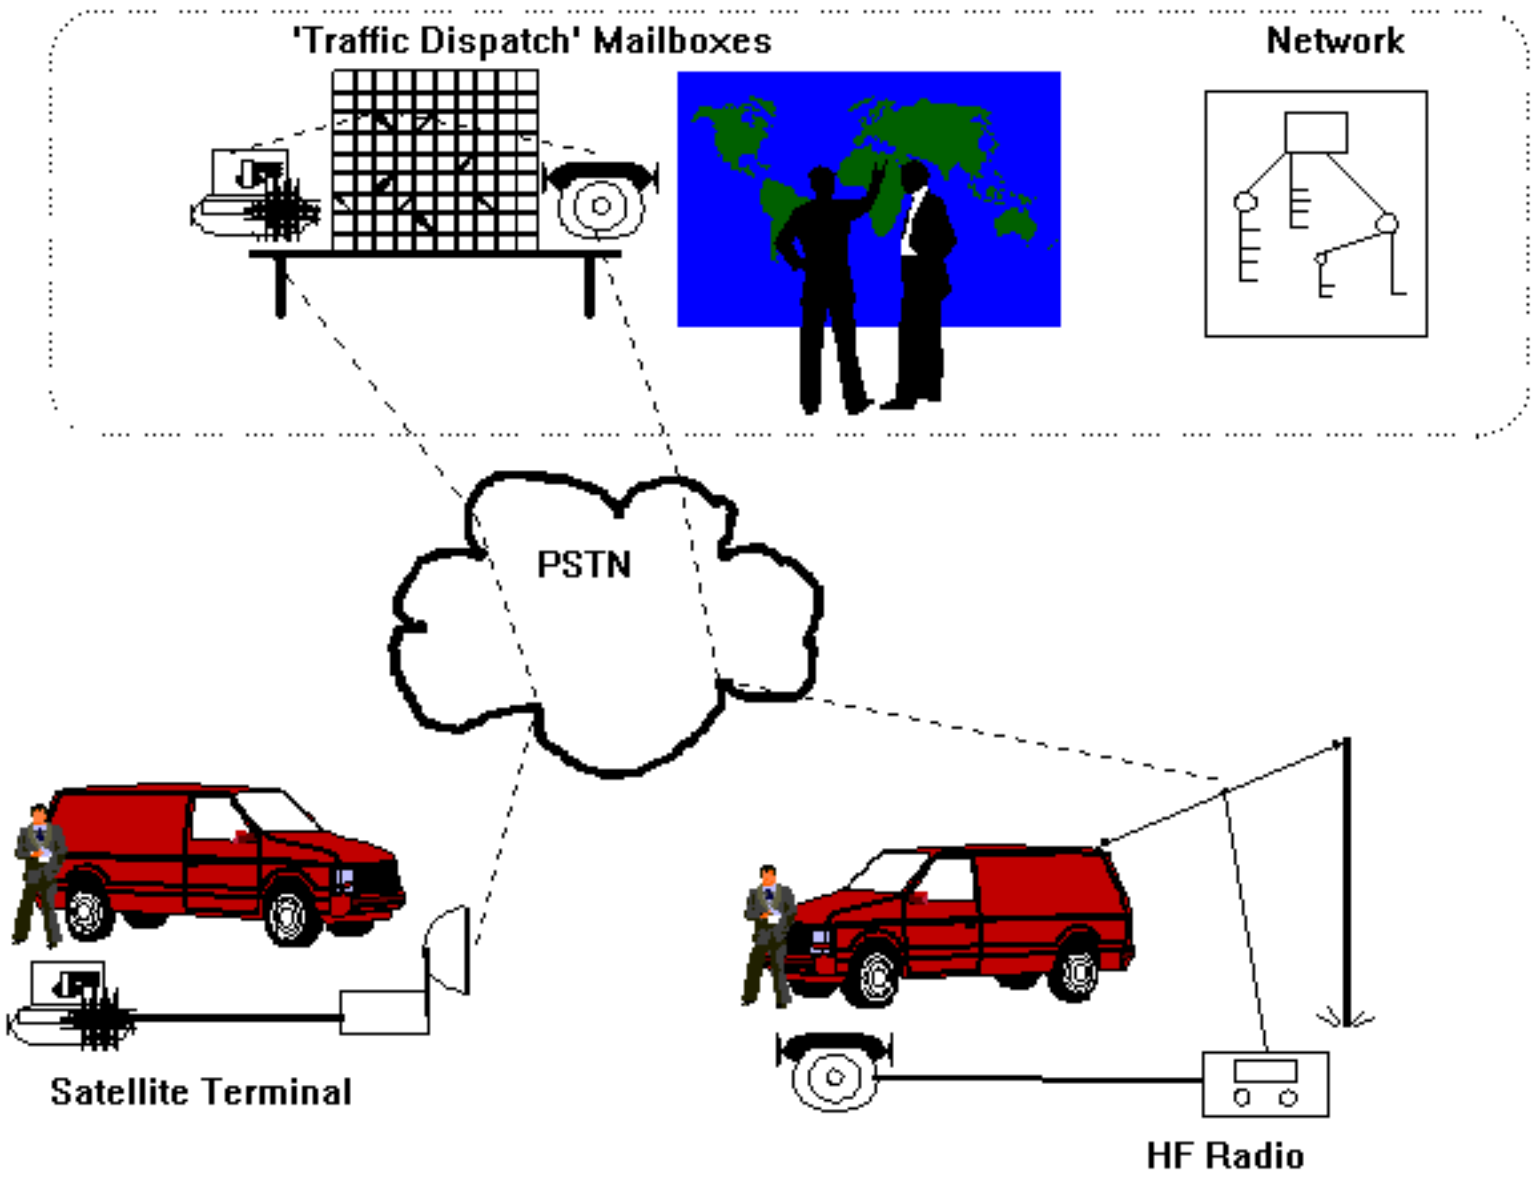 'Traffic Dispatch' Mailboxes
Network
PSTN
Satellite Terminal
HF Radio